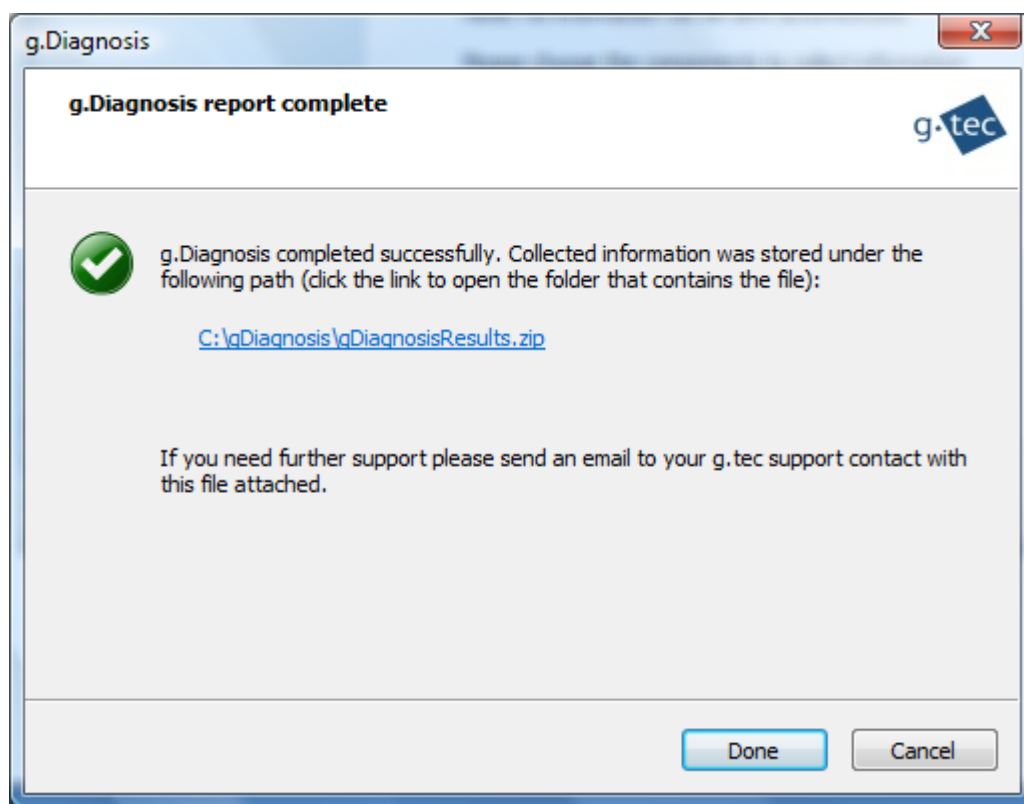 g.Diagnosis
g.Diagnosis report complete
g.tec
g.Diagnosis completed successfully. Collected information was stored under the
following path (click the link to open the folder that contains the file):
C:\gDiagnosis\gDiagnosisResults.zip
If you need further support please send an email to your g.tec support contact with
this file attached.
Done
Cancel